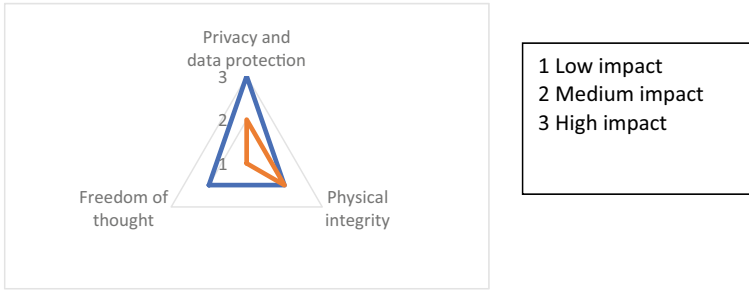 Privacy and
data protection
3
2
1
Freedom of
thought
Physical
integrity
1 Low impact
2 Medium impact
3 High impact